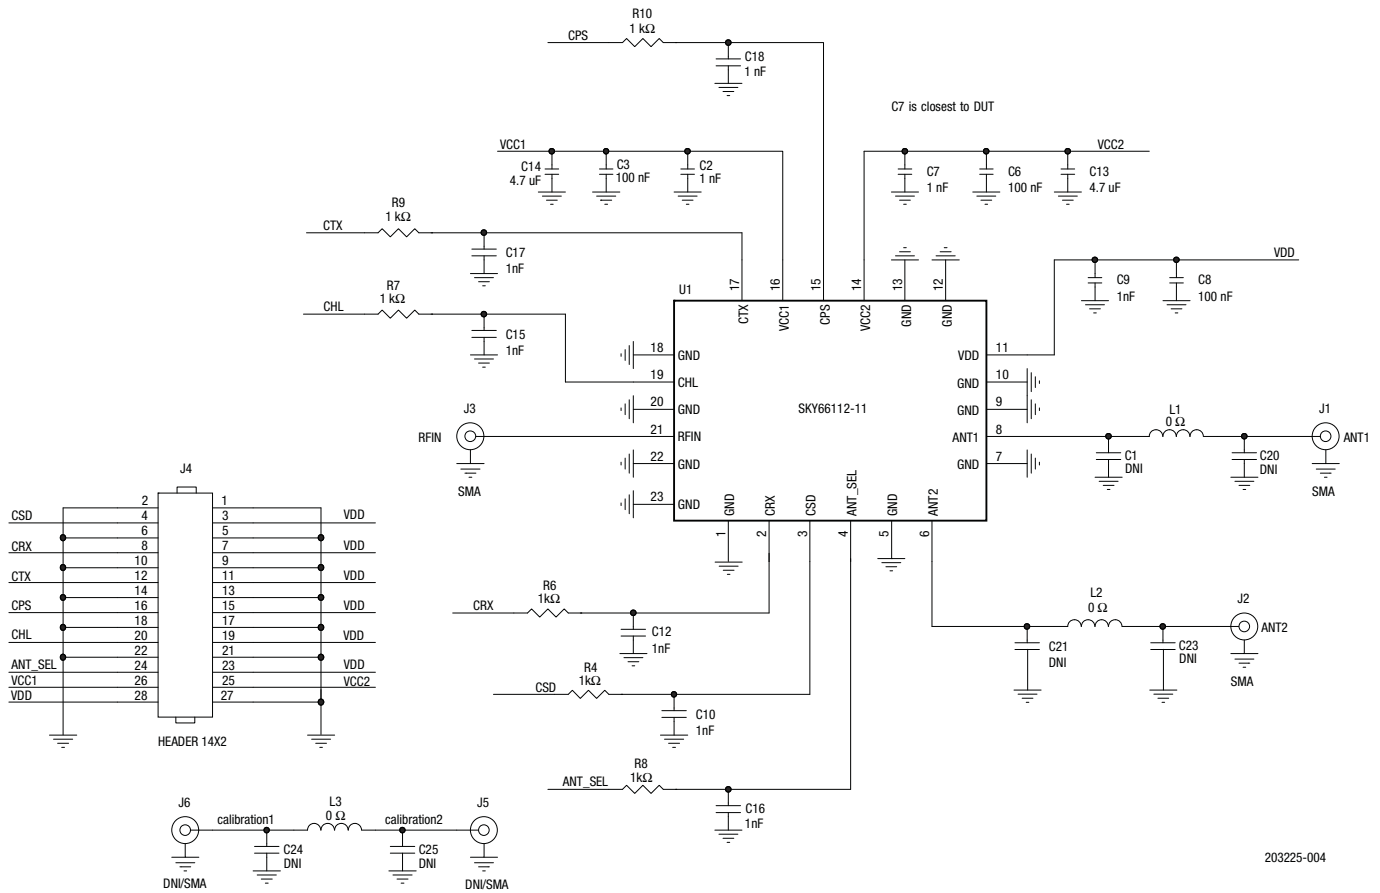 R10
1 kΩ
CPS
C18
1 nF
C7 is closest to DUT
VCC1
C14
4.7 uF
C3
100 nF
C2
1 nF
VCC2
C7
1 nF
C6
100 nF
C13
4.7 uF
R9
1 kΩ
CTX
C17
1nF
R7
1 kΩ
CHL
C15
1nF
VDD
C9
1nF
C8
100 nF
U1
17
16
15
14
13
12
CTX
VCC1
CPS
VCC2
GND
GND
18
GND
19
CHL
20
GND
21
RFIN
22
GND
23
GND
SKY66112-11
VDD
11
GND
10
GND
9
ANT1
8
GND
7
GND
CRX
CSD
ANT_SEL
GND
ANT2
1
2
3
4
5
6
J3
RFIN
SMA
L1
0 Ω
C1
DNI
C20
DNI
J1
ANT1
SMA
L2
0 Ω
C21
DNI
C23
DNI
J2
ANT2
SMA
R6
1kΩ
CRX
C12
1nF
R4
1kΩ
CSD
C10
1nF
R8
1kΩ
ANT_SEL
C16
1nF
J4
2 1
CSD 4 3 VDD
6 5
CRX 8 7 VDD
10 9
CTX 12 11 VDD
14 13
CPS 16 15 VDD
18 17
CHL 20 19 VDD
22 21
ANT_SEL 24 23 VDD
VCC1 26 25 VCC2
VDD 28 27
HEADER 14X2
J6
calibration1
L3
0 Ω
calibration2
J5
C24
DNI
C25
DNI
DNI/SMA
DNI/SMA
203225-004